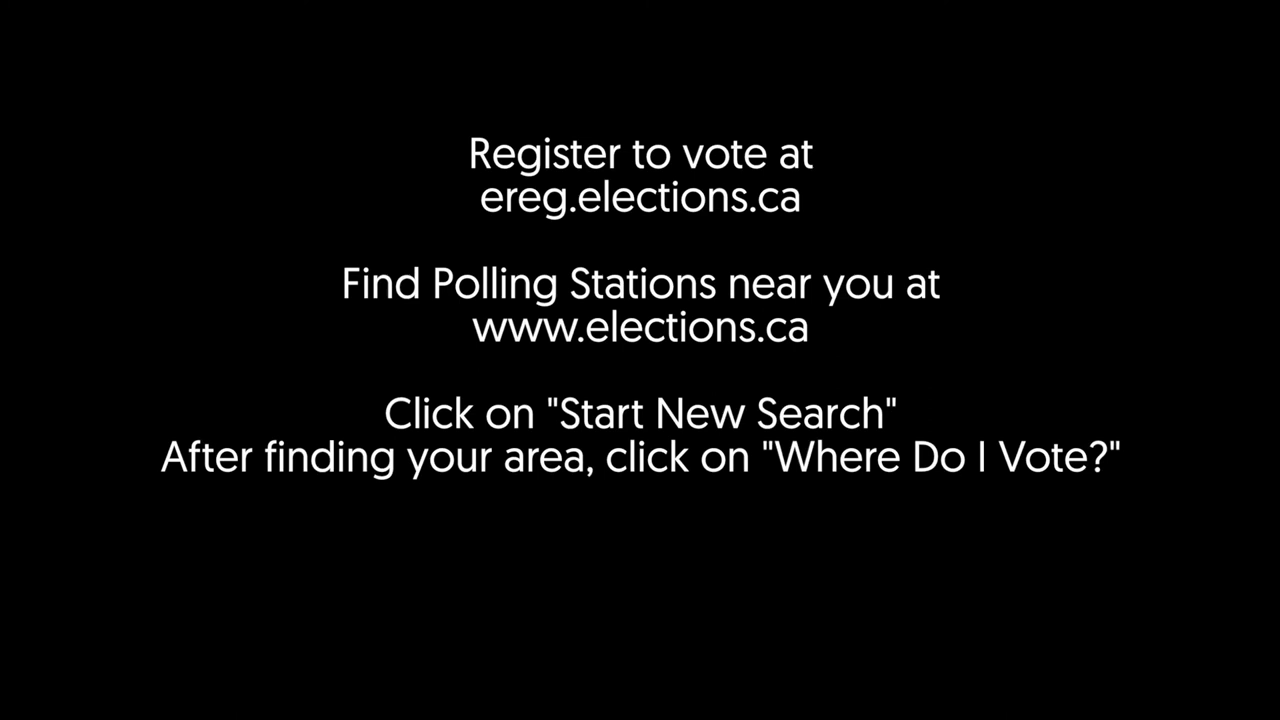 Register to vote at
ereg.elections.ca
Find Polling Stations near you at
www.elections.ca
Click on "Start New Search"
After finding your area, click on "Where Do I Vote?"